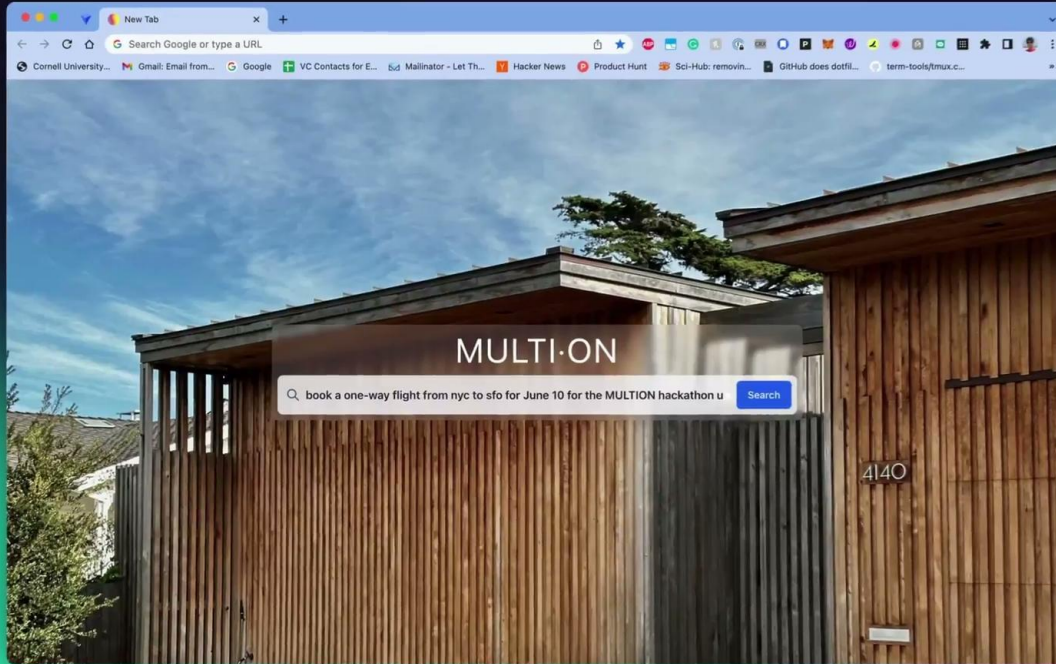 New Tab
Search Google or type a URL
Cornell University... Gmail: Email from... Google VC Contacts for E... Mailinator - Let Th... Hacker News Product Hunt Sci-Hub: removin... GitHub does dotfil... term-tools/tmux.c... »
MULTI·ON
book a one-way flight from nyc to sfo for June 10 for the MULTION hackathon u Search
4140